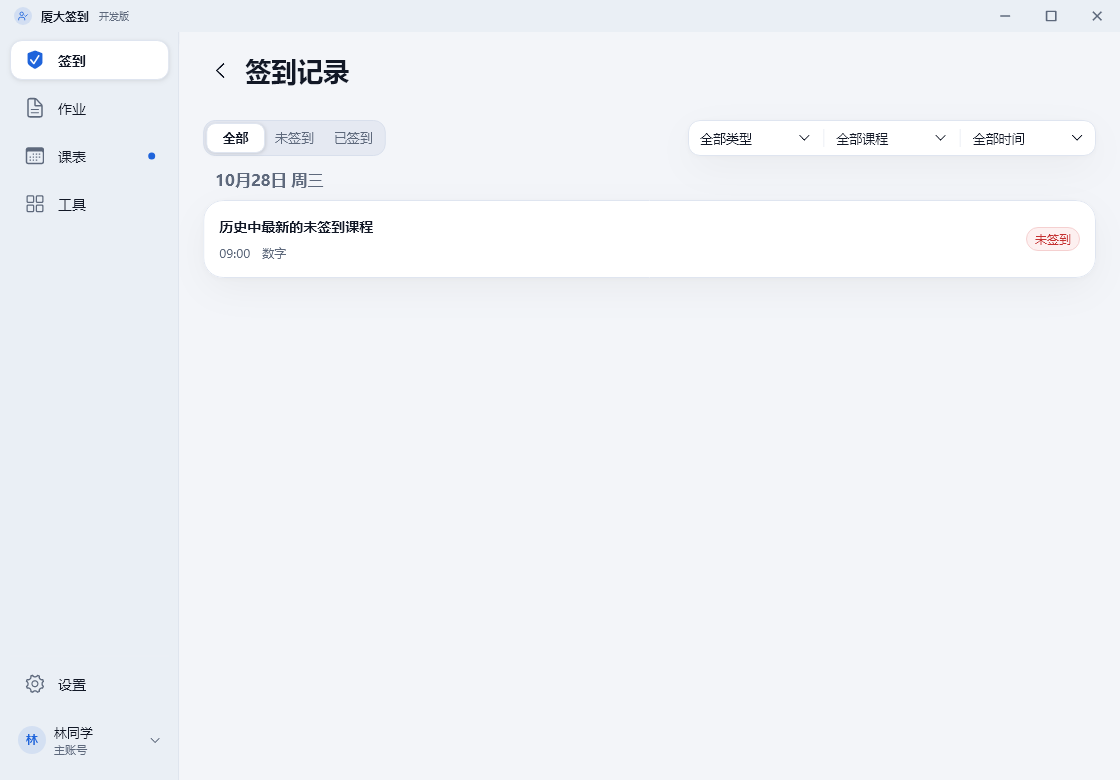 厦大签到 开发版
签到
作业
课表
工具
设置
林 林同学
主账号
签到记录
全部 未签到 已签到
全部类型 全部课程 全部时间
10月28日 周三
历史中最新的未签到课程
09:00 数字
未签到